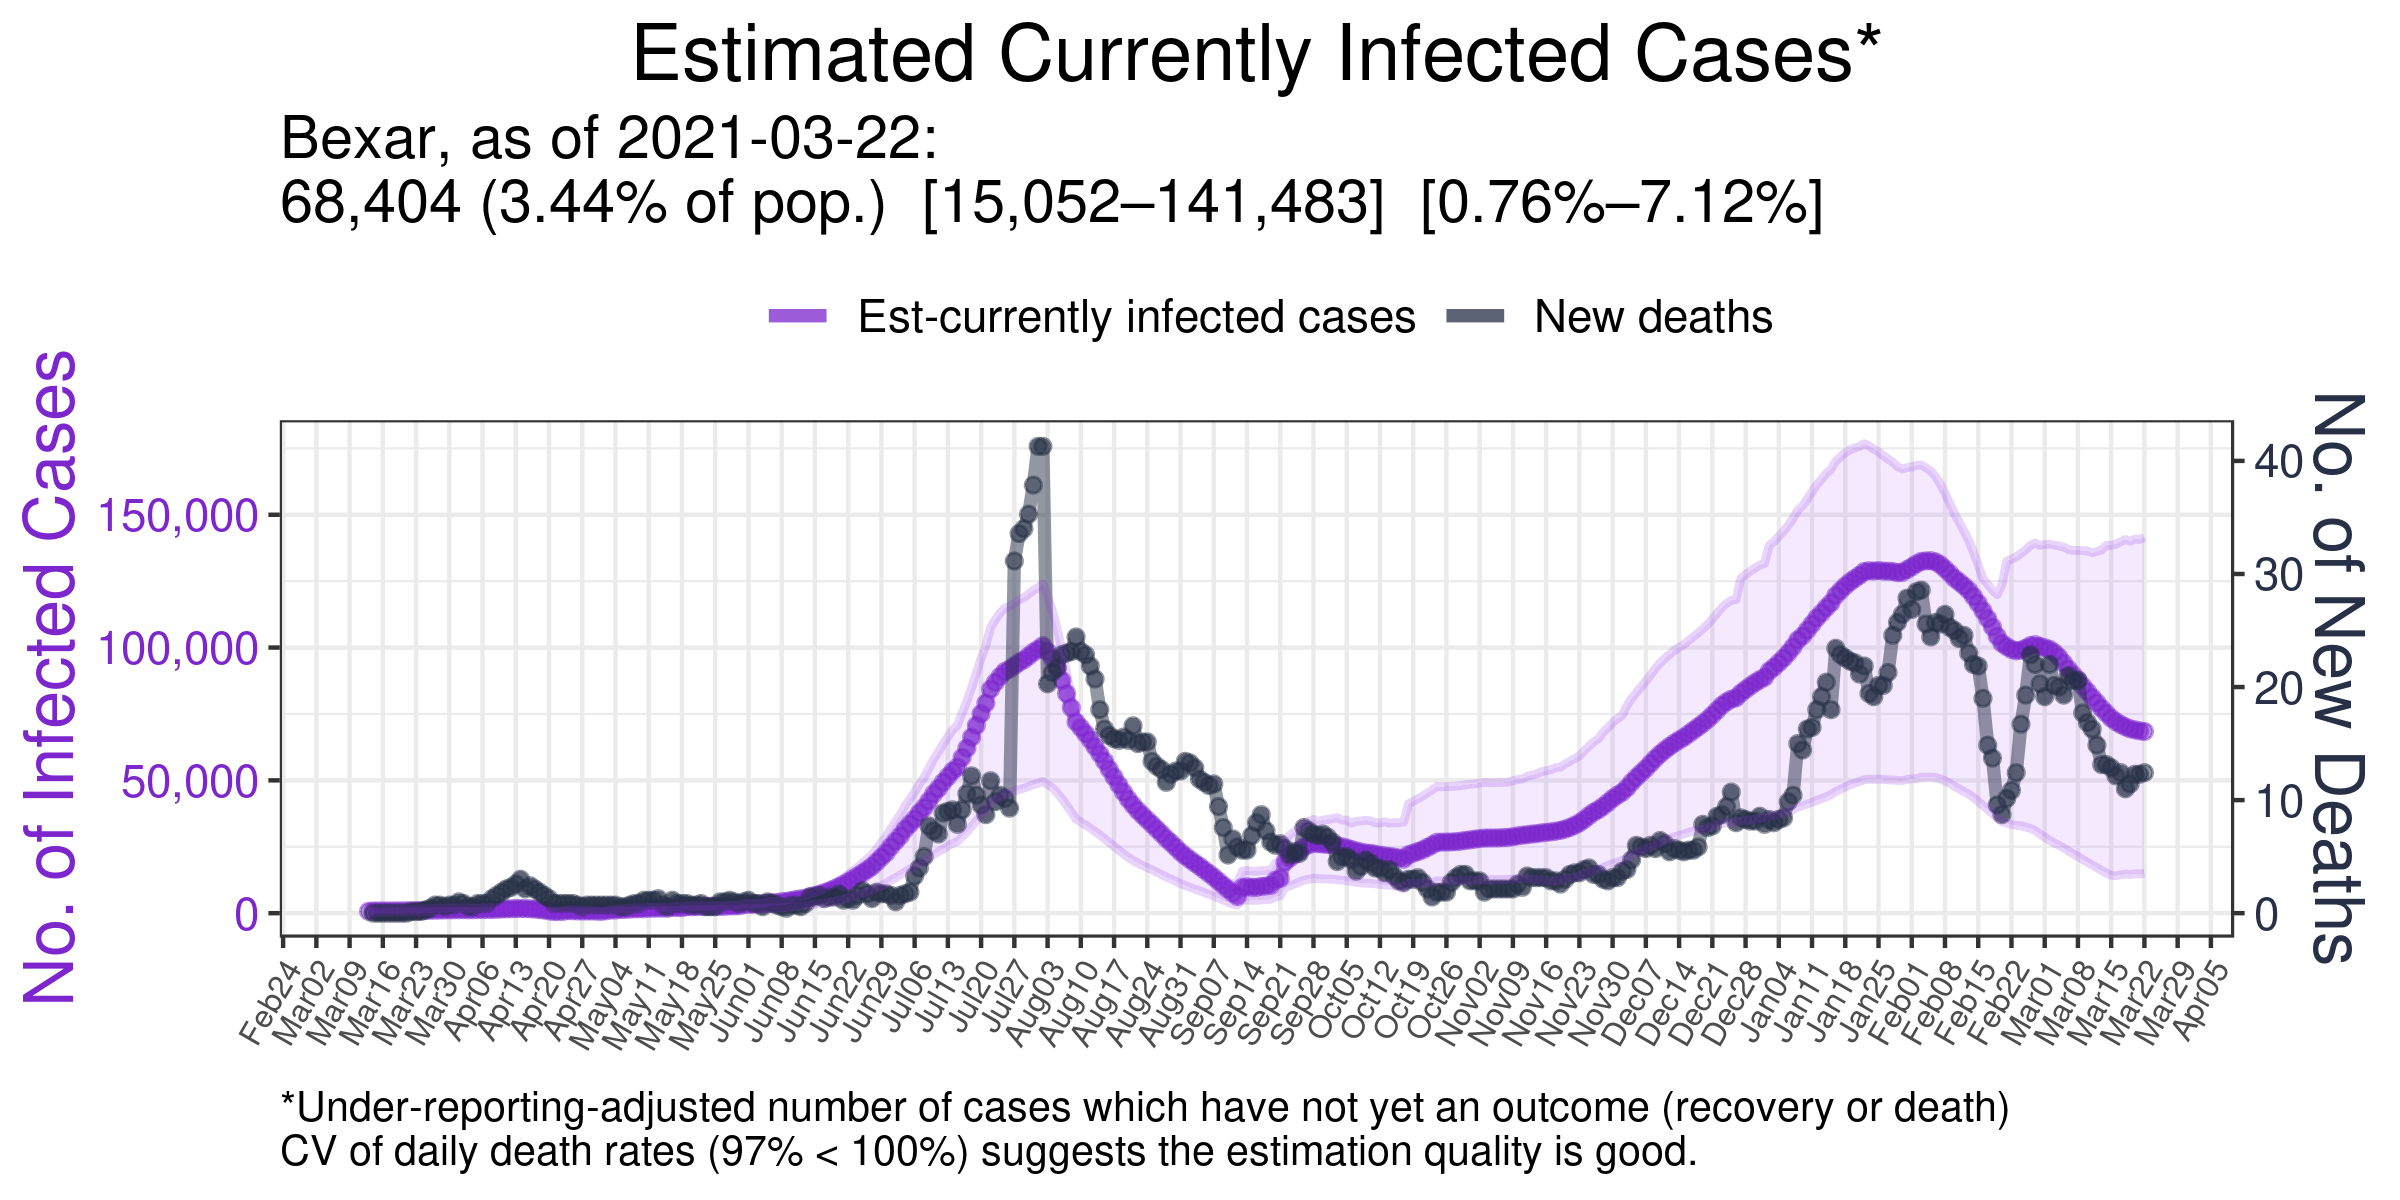 Estimated Currently Infected Cases*
Bexar, as of 2021-03-22:
68,404 (3.44% of pop.) [15,052–141,483] [0.76%–7.12%]
Est-currently infected cases
New deaths
No. of Infected Cases
150,000
100,000
50,000
0
40
30
20
10
0
No. of New Deaths
Feb24
Mar02
Mar09
Mar16
Mar23
Mar30
Apr06
Apr13
Apr20
Apr27
May04
May11
May18
May25
Jun01
Jun08
Jun15
Jun22
Jun29
Jul06
Jul13
Jul20
Jul27
Aug03
Aug10
Aug17
Aug24
Aug31
Sep07
Sep14
Sep21
Sep28
Oct05
Oct12
Oct19
Oct26
Nov02
Nov09
Nov16
Nov23
Nov30
Dec07
Dec14
Dec21
Dec28
Jan04
Jan11
Jan18
Jan25
Feb01
Feb08
Feb15
Feb22
Mar01
Mar08
Mar15
Mar22
Mar29
Apr05
*Under-reporting-adjusted number of cases which have not yet an outcome (recovery or death)
CV of daily death rates (97% < 100%) suggests the estimation quality is good.